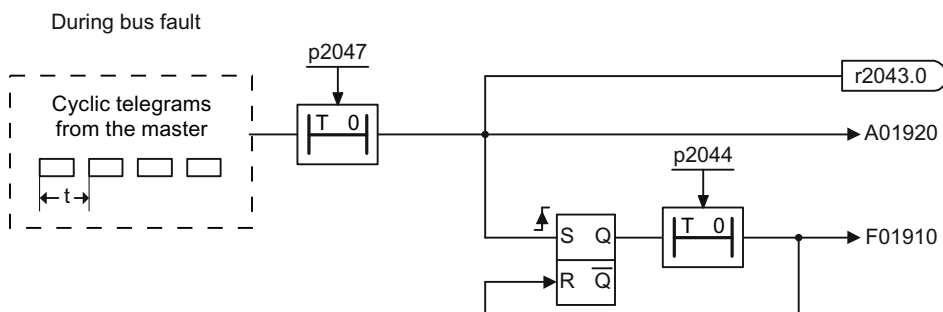 During bus fault
p2047
Cyclic telegrams
from the master
t
T 0
r2043.0
A01920
p2044
T 0
S Q
F01910
R Q̅